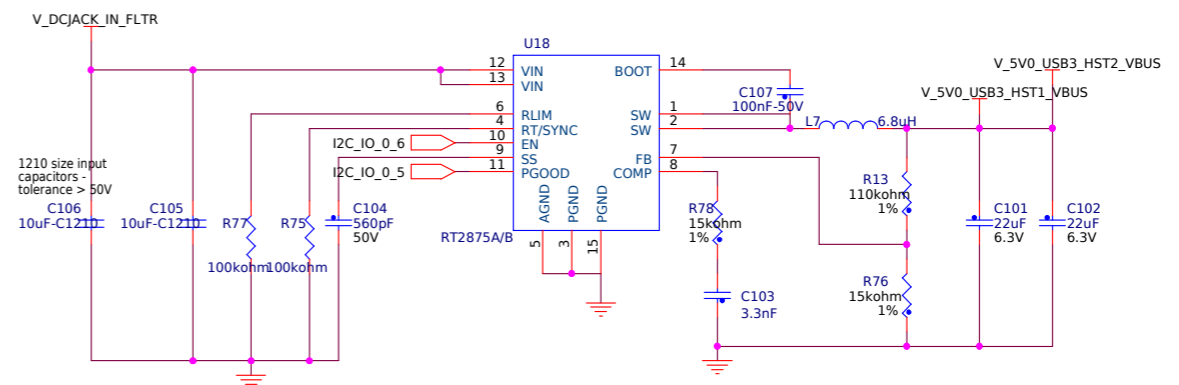 V_DCJACK_IN_FLTR
U18
V_5V0_USB3_HST2_VBUS
V_5V0_USB3_HST1_VBUS
12 VIN
13 VIN
BOOT 14
C107
100nF-50V
6 RLIM
SW 1
4 RT/SYNC
SW 2
L7 6.8uH
I2C_IO_0_6 10 EN
9 SS
FB 7
I2C_IO_0_5 11 PGOOD
COMP 8
1210 size input
capacitors -
tolerance > 50V
AGND PGND PGND
5 3 15
RT2875A/B
C106
10uF-C1210
C105
10uF-C1210
R77
100kohm
R75
100kohm
C104
560pF
50V
R78
15kohm
1%
C103
3.3nF
R13
110kohm
1%
R76
15kohm
1%
C101
22uF
6.3V
C102
22uF
6.3V